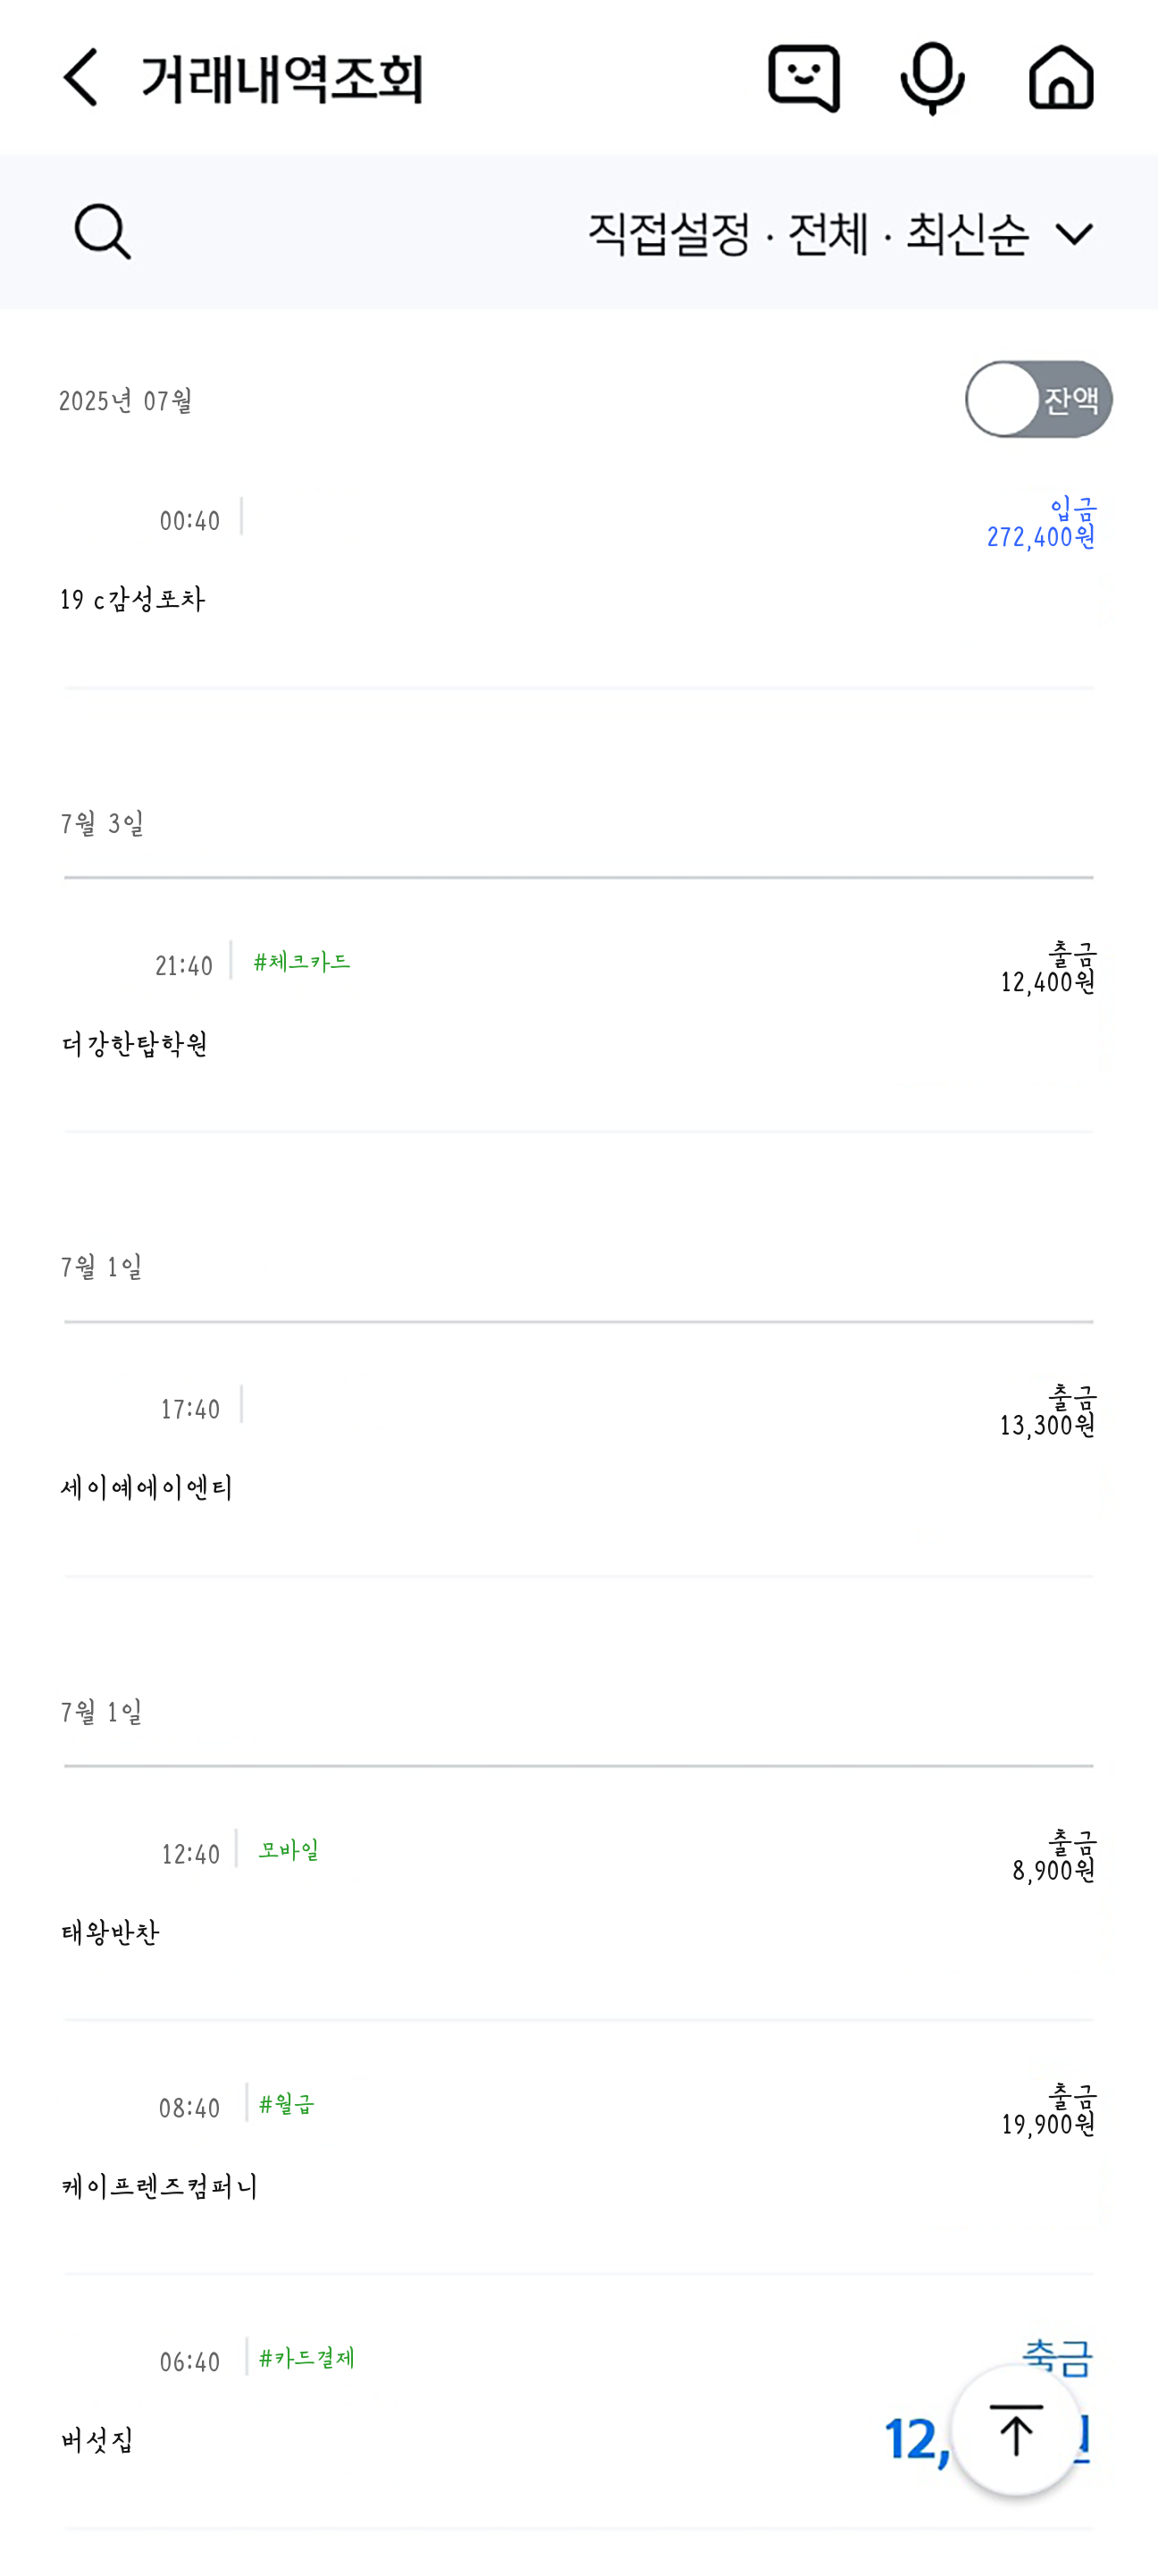 거래내역조회
직접설정 · 전체 · 최신순
2025년 07월
잔액
00:40
입금
272,400원
19 c감성포차
7월 3일
21:40 #체크카드
출금
12,400원
더강한탑학원
7월 1일
17:40
출금
13,300원
세이예에이엔티
7월 1일
12:40 모바일
출금
8,900원
태왕반찬
08:40 #월급
출금
19,900원
케이프렌즈컴퍼니
06:40 #카드결제
출금
12,
버섯집